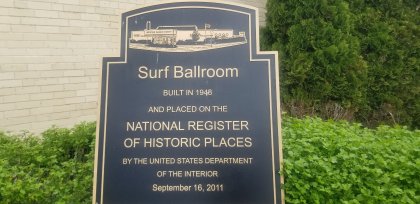 Surf Ballroom
BUILT IN 1946
AND PLACED ON THE
NATIONAL REGISTER
OF HISTORIC PLACES
BY THE UNITED STATES DEPARTMENT
OF THE INTERIOR
September 16, 2011